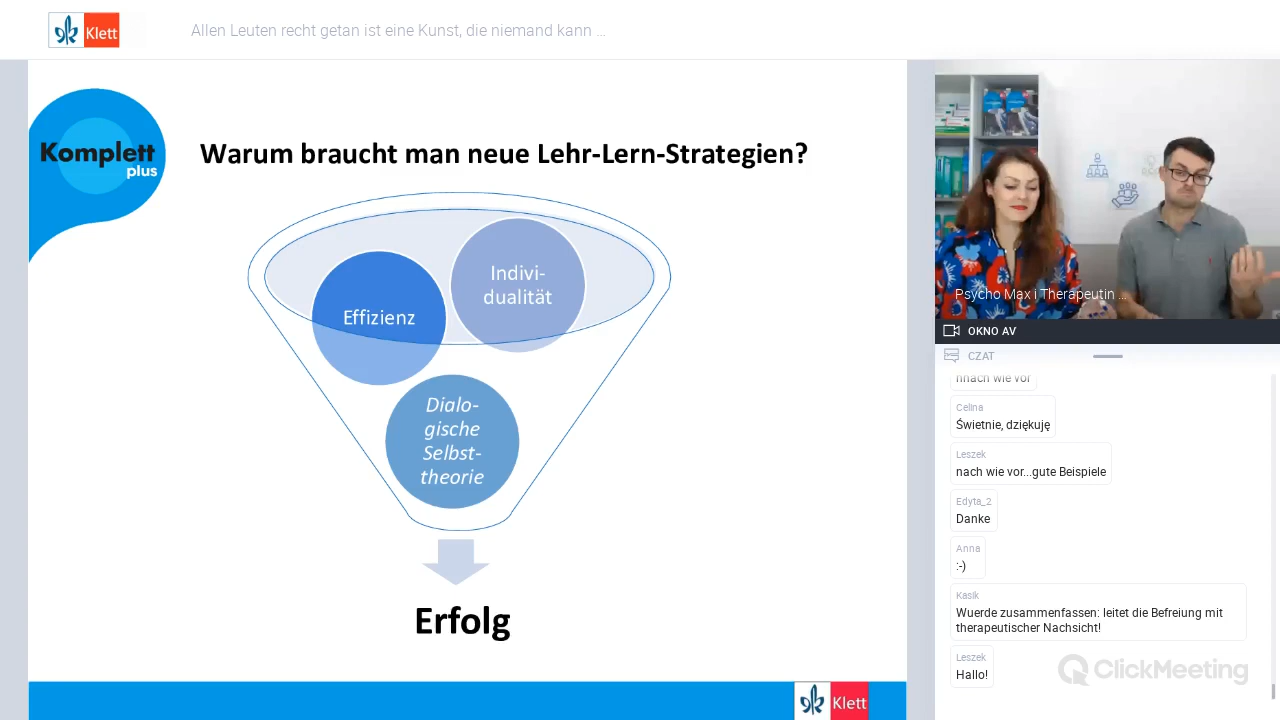 Klett
Allen Leuten recht getan ist eine Kunst, die niemand kann ...
Komplett
plus
Warum braucht man neue Lehr-Lern-Strategien?
Effizienz
Indivi-
dualität
Dialo-
gische
Selbst-
theorie
Erfolg
Klett
Psycho Max i Therapeutin ...
OKNO AV
CZAT
nnach wie vor
Celina
Świetnie, dziękuję
Leszek
nach wie vor...gute Beispiele
Edyta_2
Danke
Anna
:-)
Kasik
Wuerde zusammenfassen: leitet die Befreiung mit
therapeutischer Nachsicht!
Leszek
Hallo!
ClickMeeting